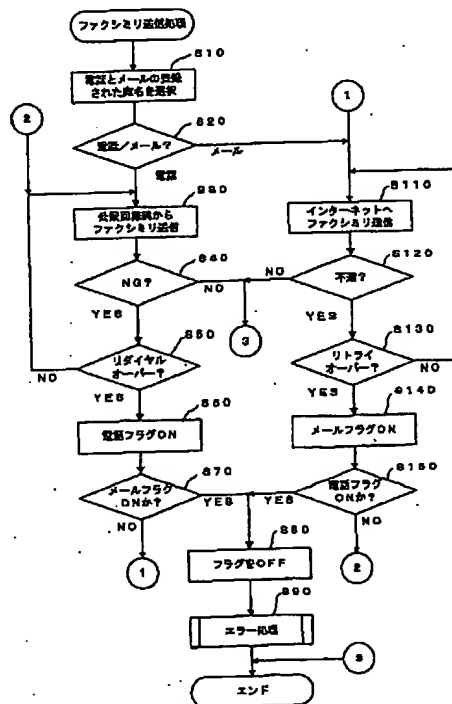 ファクシミリ送信処理
S10
電話とメールの登録
された宛名を選択
1
2
S20
電話/メール?
メール
電話
S30
公衆回線網から
ファクシミリ送信
S110
インターネットへ
ファクシミリ送信
S40
NG?
NO
NO
S120
不達?
YES
3
YES
S50
リダイヤル
オーバー?
NO
S130
リトライ
オーバー?
NO
YES
YES
S60
電話フラグON
S140
メールフラグON
S70
メールフラグ
ONか?
YES
YES
S150
電話フラグ
ONか?
NO
NO
1
S80
フラグをOFF
2
S90
エラー処理
3
エンド